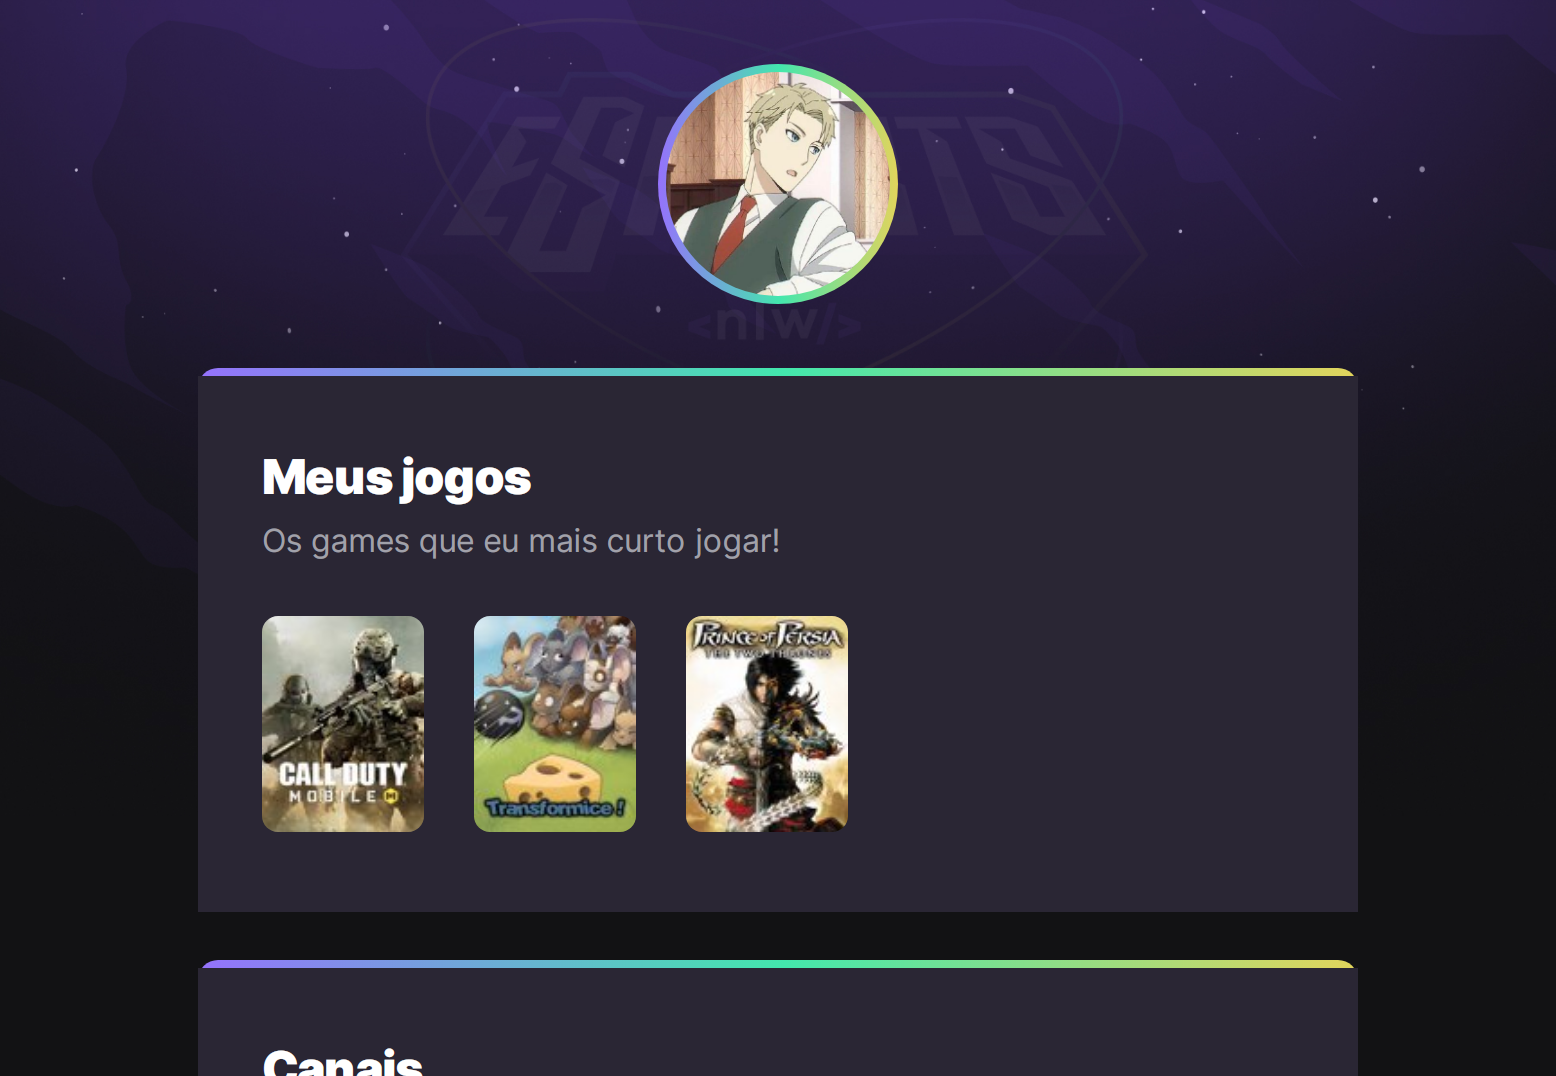 ESPORTS
<nlw/>
Meus jogos
Os games que eu mais curto jogar!
CALL DUTY
MOBILE
Transformice !
PRINCE OF PERSIA
THE TWO THRONES
Canais